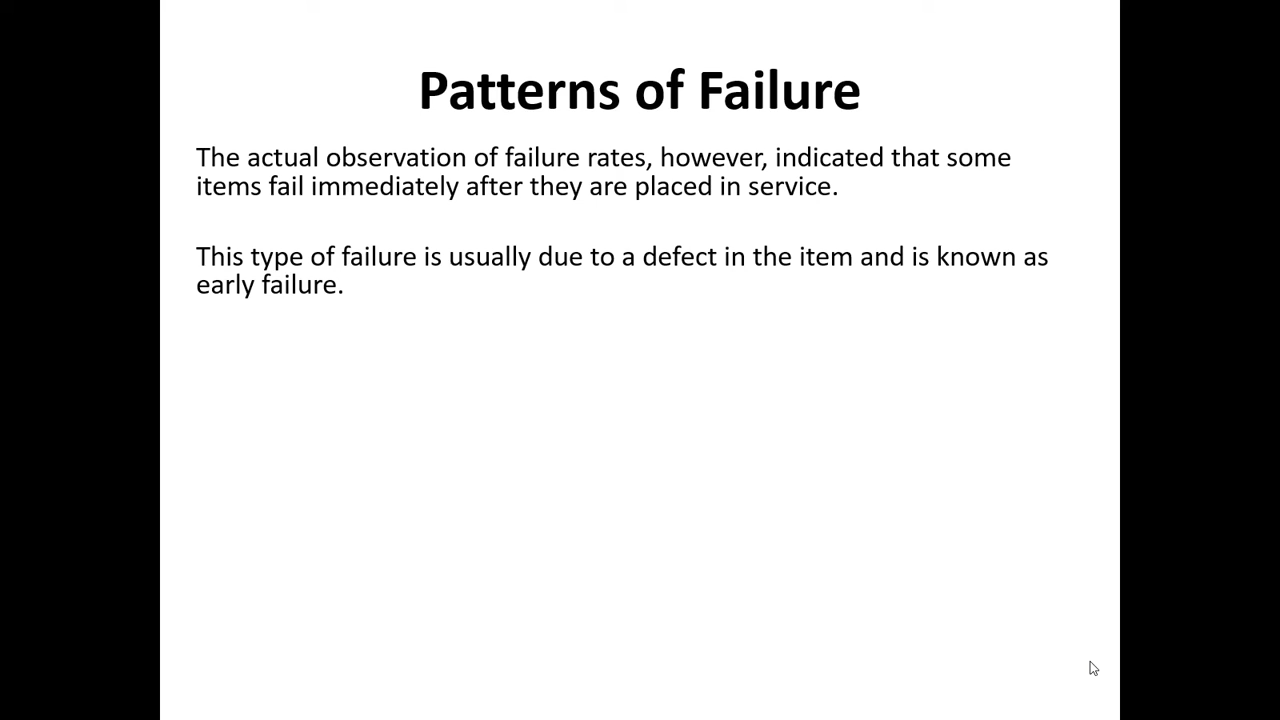 Patterns of Failure
The actual observation of failure rates, however, indicated that some
items fail immediately after they are placed in service.
This type of failure is usually due to a defect in the item and is known as
early failure.